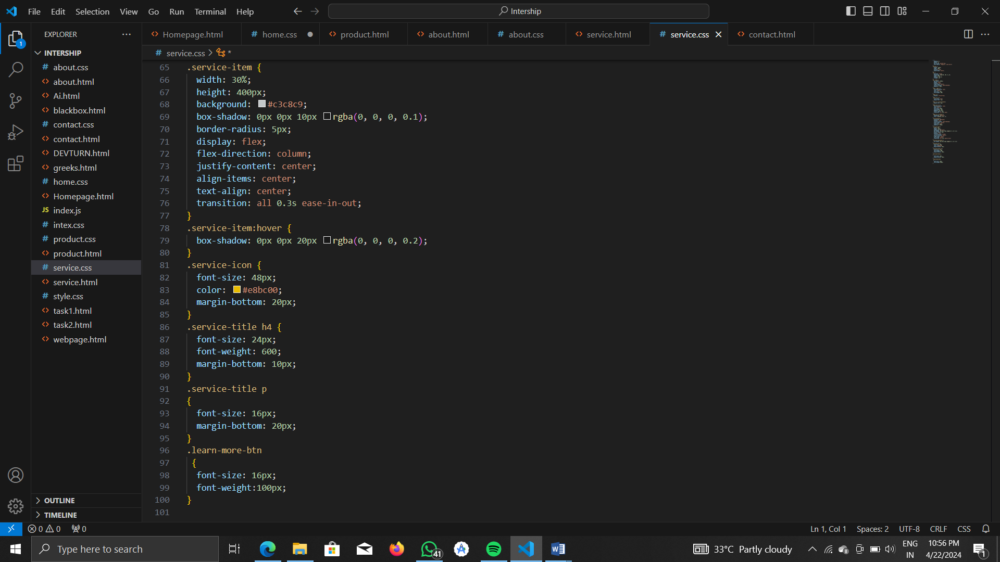 File Edit Selection View Go Run Terminal Help
Intership
EXPLORER
1
Homepage.html
home.css
product.html
about.html
about.css
service.html
service.css
contact.html
INTERSHIP
service.css > *
about.css
about.html
Ai.html
blackbox.html
contact.css
contact.html
DEVTURN.html
greeks.html
home.css
Homepage.html
JS index.js
intex.css
product.css
product.html
service.css
service.html
style.css
task1.html
task2.html
webpage.html
OUTLINE
TIMELINE
65 .service-item {
66 width: 30%;
67 height: 400px;
68 background: #c3c8c9;
69 box-shadow: 0px 0px 10px rgba(0, 0, 0, 0.1);
70 border-radius: 5px;
71 display: flex;
72 flex-direction: column;
73 justify-content: center;
74 align-items: center;
75 text-align: center;
76 transition: all 0.3s ease-in-out;
77 }
78 .service-item:hover {
79 box-shadow: 0px 0px 20px rgba(0, 0, 0, 0.2);
80 }
81 .service-icon {
82 font-size: 48px;
83 color: #e8bc00;
84 margin-bottom: 20px;
85 }
86 .service-title h4 {
87 font-size: 24px;
88 font-weight: 600;
89 margin-bottom: 10px;
90 }
91 .service-title p
92 {
93 font-size: 16px;
94 margin-bottom: 20px;
95 }
96 .learn-more-btn
97 {
98 font-size: 16px;
99 font-weight:100px;
100 }
101
0 0 0
Ln 1, Col 1 Spaces: 2 UTF-8 CRLF CSS
Type here to search
41
33°C Partly cloudy
ENG
IN
10:56 PM
4/22/2024
1